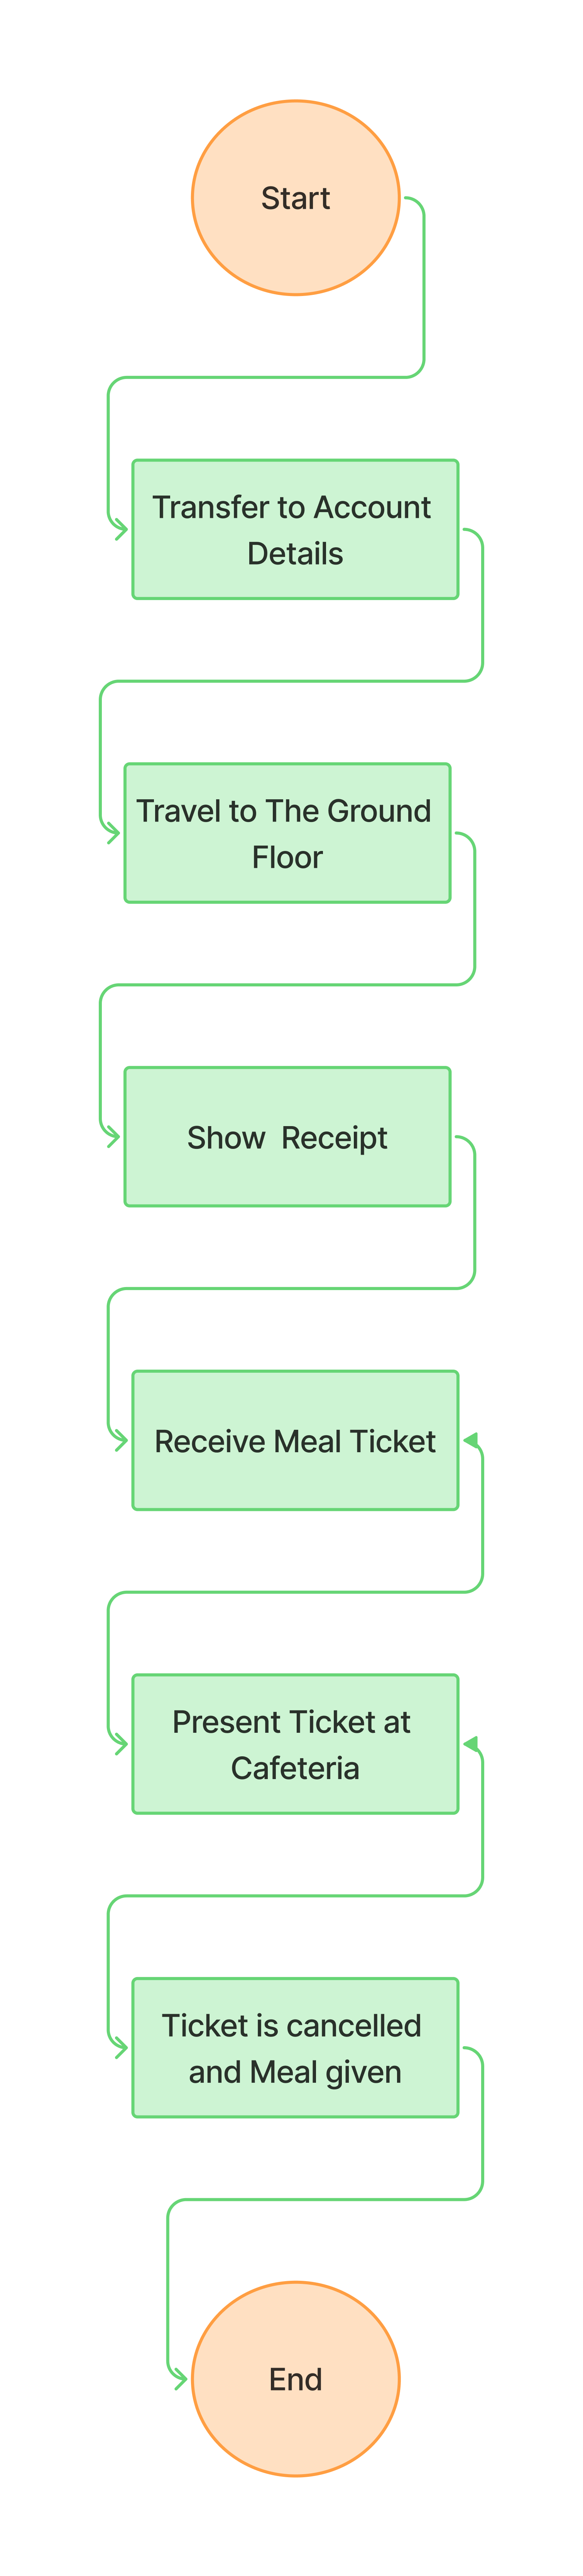 Start
Transfer to Account
Details
Travel to The Ground
Floor
Show  Receipt
Receive Meal Ticket
Present Ticket at
Cafeteria
Ticket is cancelled
and Meal given
End